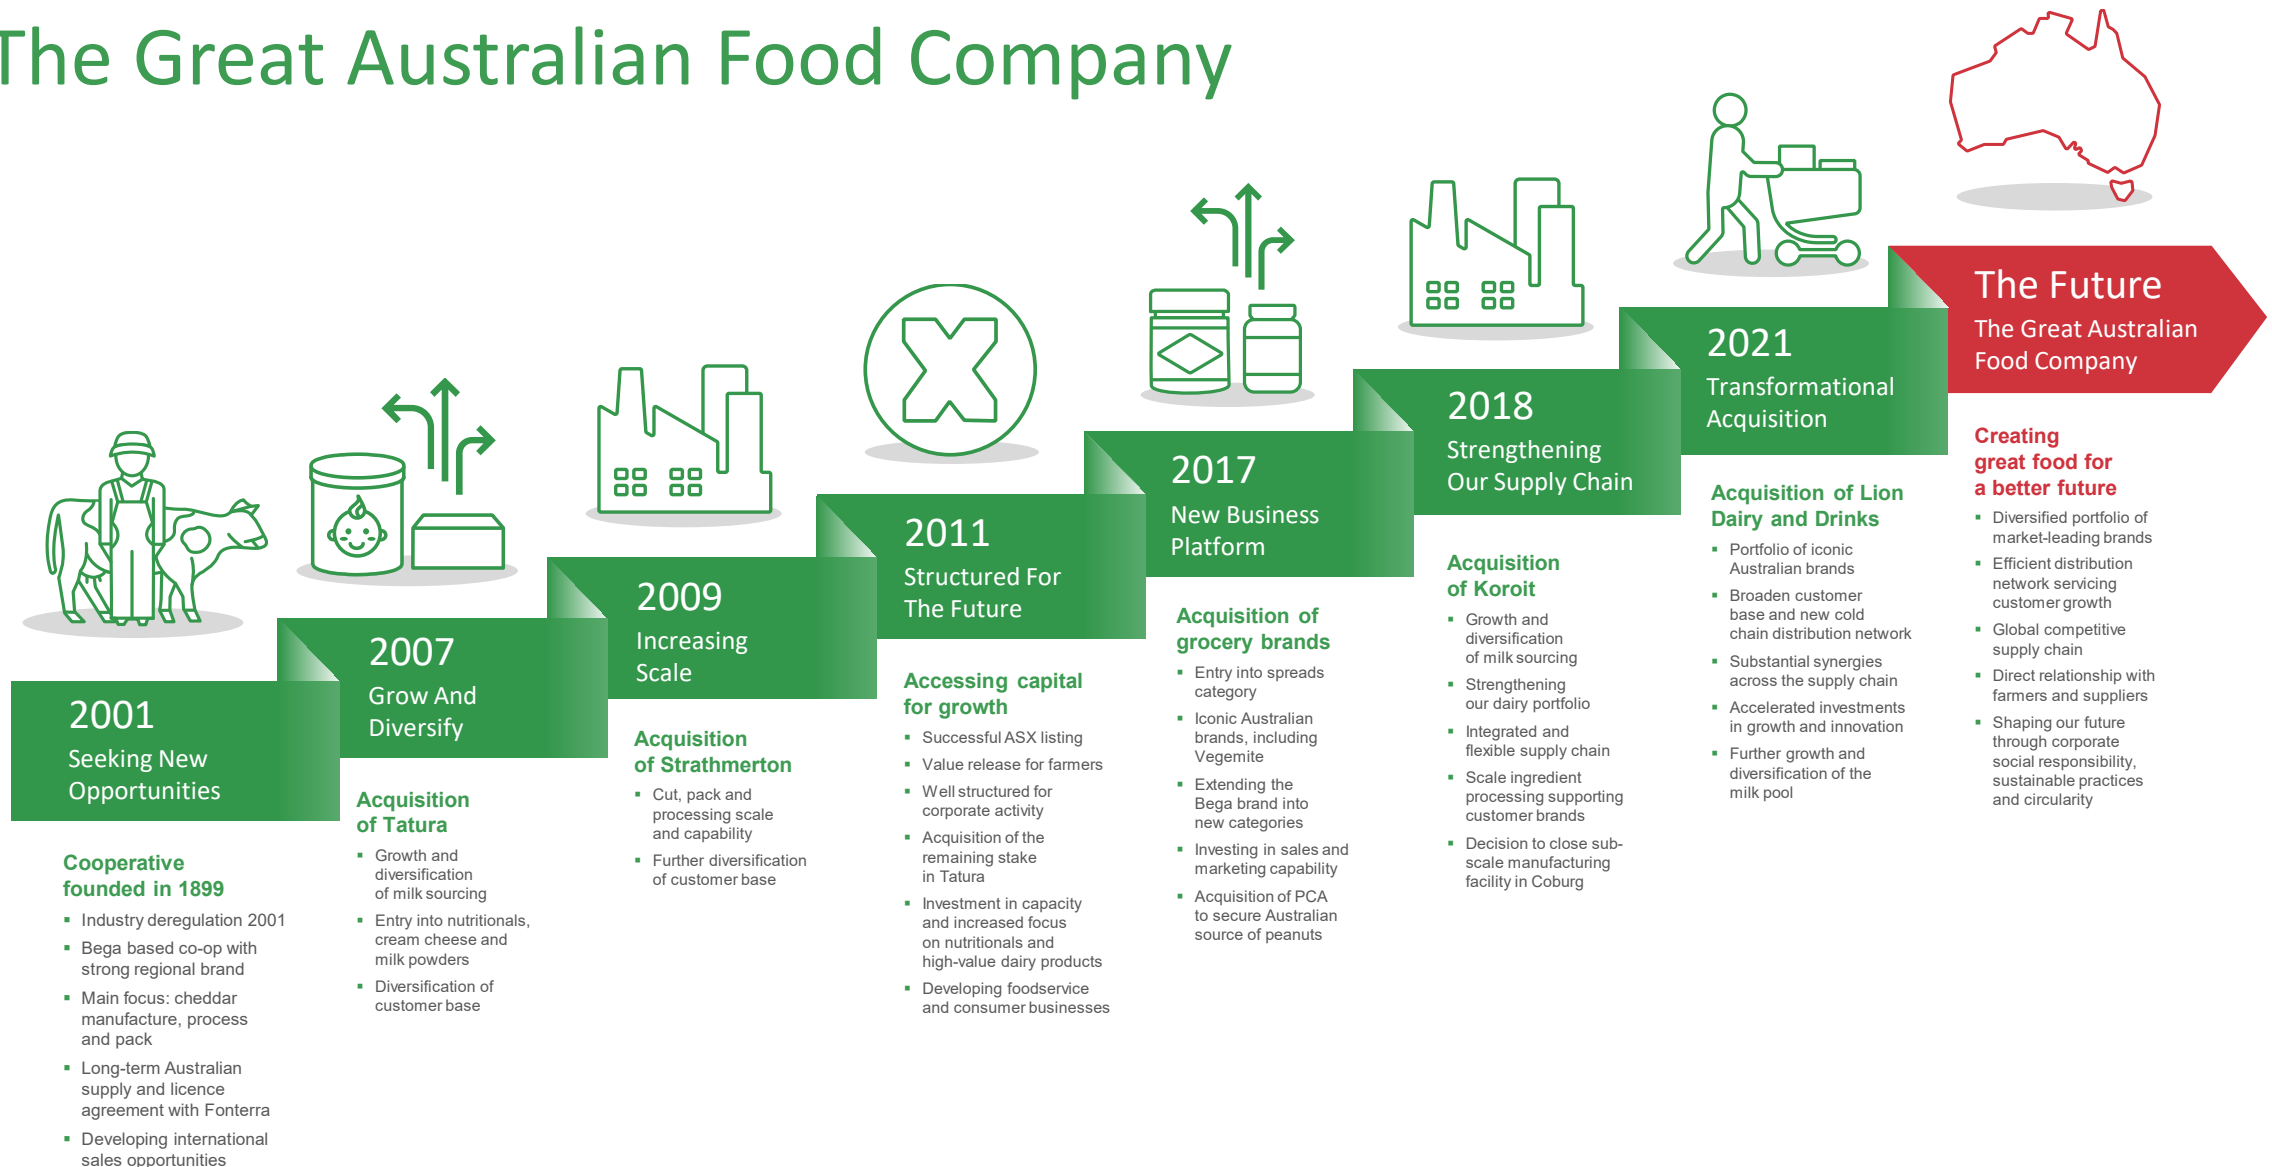 The Great Australian Food Company
2001
Seeking New
Opportunities
Cooperative
founded in 1899
▪ Industry deregulation 2001
▪ Bega based co-op with
strong regional brand
▪ Main focus: cheddar
manufacture, process
and pack
▪ Long-term Australian
supply and licence
agreement with Fonterra
▪ Developing international
sales opportunities
2007
Grow And
Diversify
Acquisition
of Tatura
▪ Growth and
diversification
of milk sourcing
▪ Entry into nutritionals,
cream cheese and
milk powders
▪ Diversification of
customer base
2009
Increasing
Scale
Acquisition
of Strathmerton
▪ Cut, pack and
processing scale
and capability
▪ Further diversification
of customer base
2011
Structured For
The Future
Accessing capital
for growth
▪ Successful ASX listing
▪ Value release for farmers
▪ Well structured for
corporate activity
▪ Acquisition of the
remaining stake
in Tatura
▪ Investment in capacity
and increased focus
on nutritionals and
high-value dairy products
▪ Developing foodservice
and consumer businesses
2017
New Business
Platform
Acquisition of
grocery brands
▪ Entry into spreads
category
▪ Iconic Australian
brands, including
Vegemite
▪ Extending the
Bega brand into
new categories
▪ Investing in sales and
marketing capability
▪ Acquisition of PCA
to secure Australian
source of peanuts
2018
Strengthening
Our Supply Chain
Acquisition
of Koroit
▪ Growth and
diversification
of milk sourcing
▪ Strengthening
our dairy portfolio
▪ Integrated and
flexible supply chain
▪ Scale ingredient
processing supporting
customer brands
▪ Decision to close sub-
scale manufacturing
facility in Coburg
2021
Transformational
Acquisition
Acquisition of Lion
Dairy and Drinks
▪ Portfolio of iconic
Australian brands
▪ Broaden customer
base and new cold
chain distribution network
▪ Substantial synergies
across the supply chain
▪ Accelerated investments
in growth and innovation
▪ Further growth and
diversification of the
milk pool
The Future
The Great Australian
Food Company
Creating
great food for
a better future
▪ Diversified portfolio of
market-leading brands
▪ Efficient distribution
network servicing
customer growth
▪ Global competitive
supply chain
▪ Direct relationship with
farmers and suppliers
▪ Shaping our future
through corporate
social responsibility,
sustainable practices
and circularity